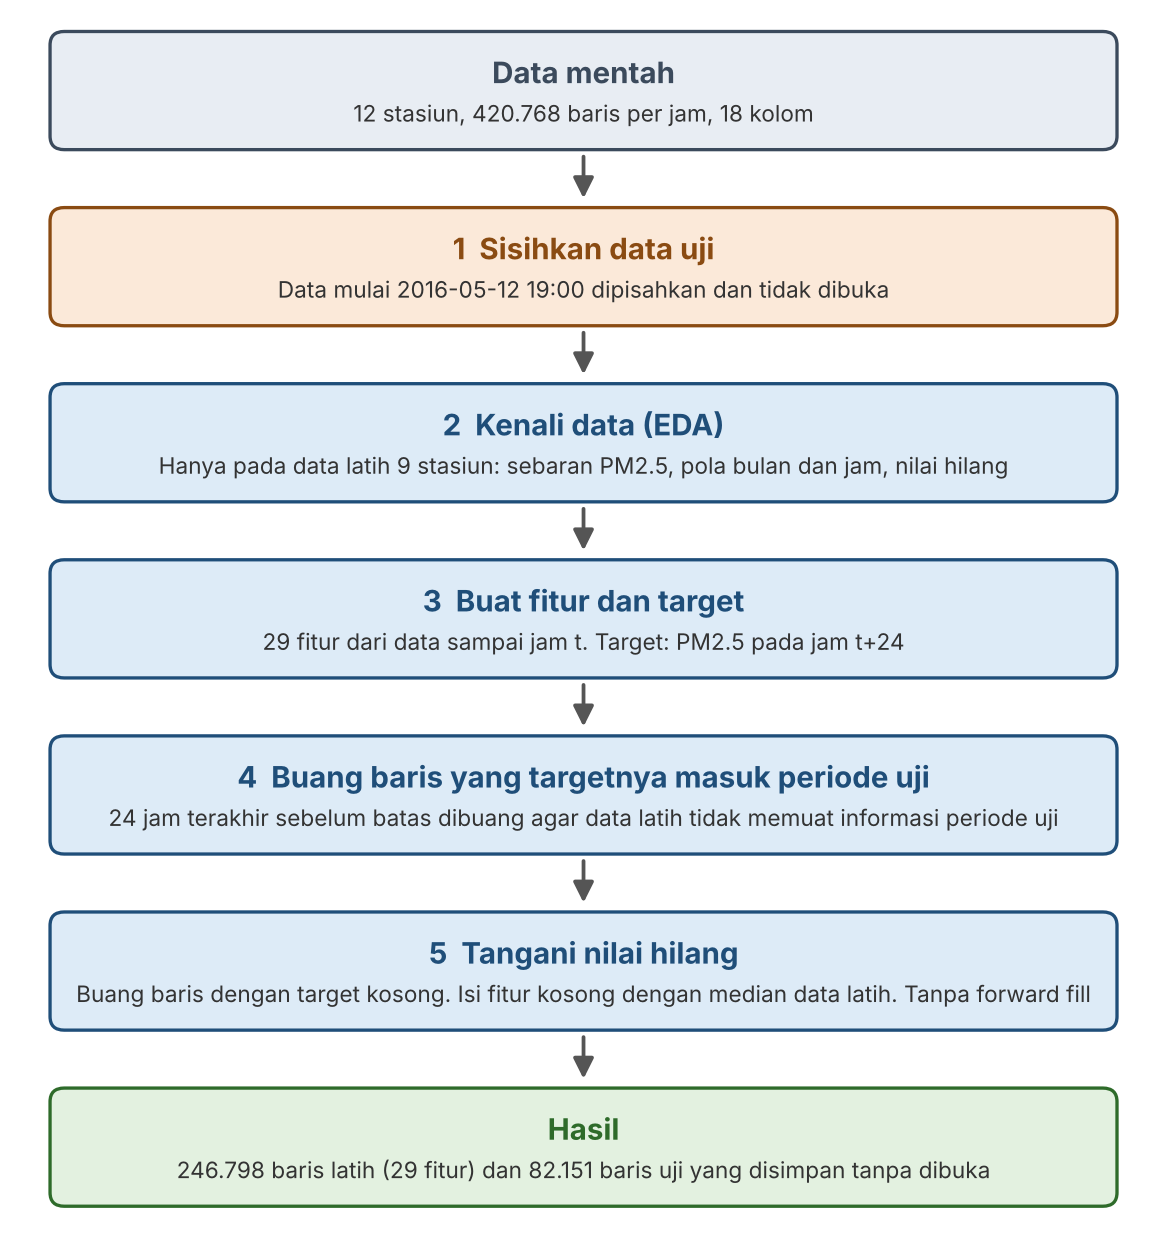 Data mentah
12 stasiun, 420.768 baris per jam, 18 kolom
1 Sisihkan data uji
Data mulai 2016-05-12 19:00 dipisahkan dan tidak dibuka
2 Kenali data (EDA)
Hanya pada data latih 9 stasiun: sebaran PM2.5, pola bulan dan jam, nilai hilang
3 Buat fitur dan target
29 fitur dari data sampai jam t. Target: PM2.5 pada jam t+24
4 Buang baris yang targetnya masuk periode uji
24 jam terakhir sebelum batas dibuang agar data latih tidak memuat informasi periode uji
5 Tangani nilai hilang
Buang baris dengan target kosong. Isi fitur kosong dengan median data latih. Tanpa forward fill
Hasil
246.798 baris latih (29 fitur) dan 82.151 baris uji yang disimpan tanpa dibuka